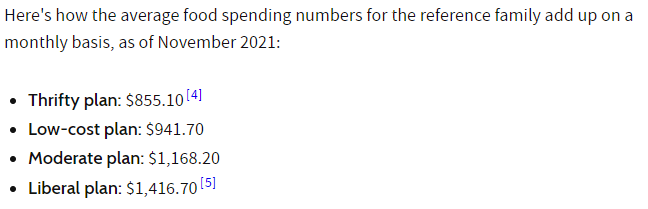 Here's how the average food spending numbers for the reference family add up on a
monthly basis, as of November 2021:
• Thrifty plan: $855.10[4]
• Low-cost plan: $941.70
• Moderate plan: $1,168.20
• Liberal plan: $1,416.70[5]